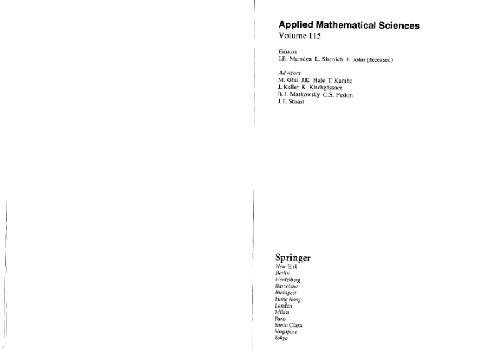 Applied Mathematical Sciences
Volume 115
Editors
J.E. Marsden L. Sirovich F. John (deceased)
Advisors
M. Ghil J.K. Hale T. Kambe
J. Keller K. Kirchgässner
B.J. Matkowsky C.S. Peskin
J.T. Stuart
Springer
New York
Berlin
Heidelberg
Barcelona
Budapest
Hong Kong
London
Milan
Paris
Santa Clara
Singapore
Tokyo